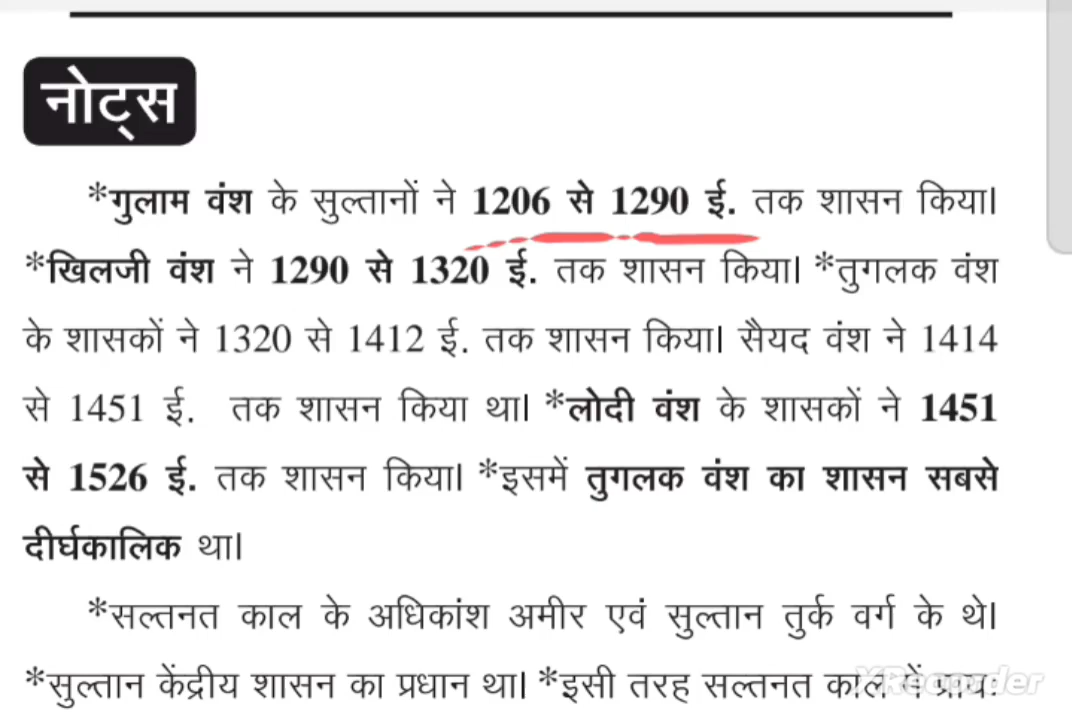 नोट्स
*गुलाम वंश के सुल्तानों ने 1206 से 1290 ई. तक शासन किया।
*खिलजी वंश ने 1290 से 1320 ई. तक शासन किया। *तुगलक वंश
के शासकों ने 1320 से 1412 ई. तक शासन किया। सैयद वंश ने 1414
से 1451 ई. तक शासन किया था। *लोदी वंश के शासकों ने 1451
से 1526 ई. तक शासन किया। *इसमें तुगलक वंश का शासन सबसे
दीर्घकालिक था।
*सल्तनत काल के अधिकांश अमीर एवं सुल्तान तुर्क वर्ग के थे।
*सुल्तान केंद्रीय शासन का प्रधान था। *इसी तरह सल्तनत काल में प्रायः
XRecorder